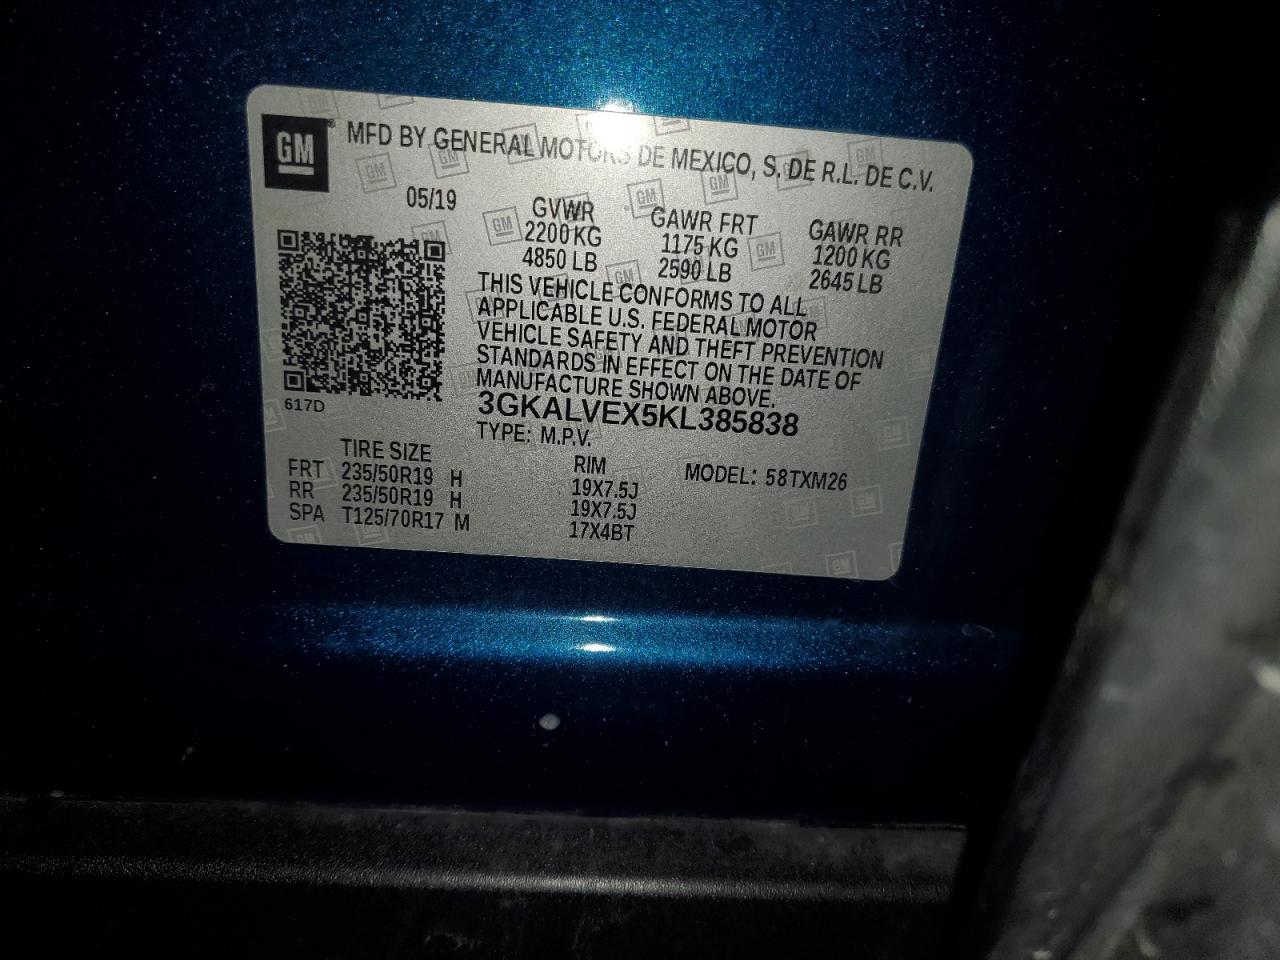 GM ® MFD BY GENERAL MOTORS DE MEXICO, S. DE R.L. DE C.V.
05/19 GVWR GAWR FRT GAWR RR
2200 KG 1175 KG 1200 KG
4850 LB 2590 LB 2645 LB
THIS VEHICLE CONFORMS TO ALL
APPLICABLE U.S. FEDERAL MOTOR
VEHICLE SAFETY AND THEFT PREVENTION
STANDARDS IN EFFECT ON THE DATE OF
MANUFACTURE SHOWN ABOVE.
617D 3GKALVEX5KL385838
TYPE: M.P.V.
TIRE SIZE RIM MODEL: 58TXM26
FRT 235/50R19 H 19X7.5J
RR 235/50R19 H 19X7.5J
SPA T125/70R17 M 17X4BT